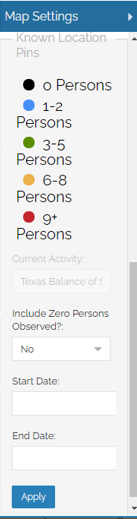 Map Settings
Known Location
Pins
0 Persons
1-2
Persons
3-5
Persons
6-8
Persons
9+
Persons
Current Activity:
Texas Balance of S
Include Zero Persons
Observed?:
No
Start Date:
End Date:
Apply